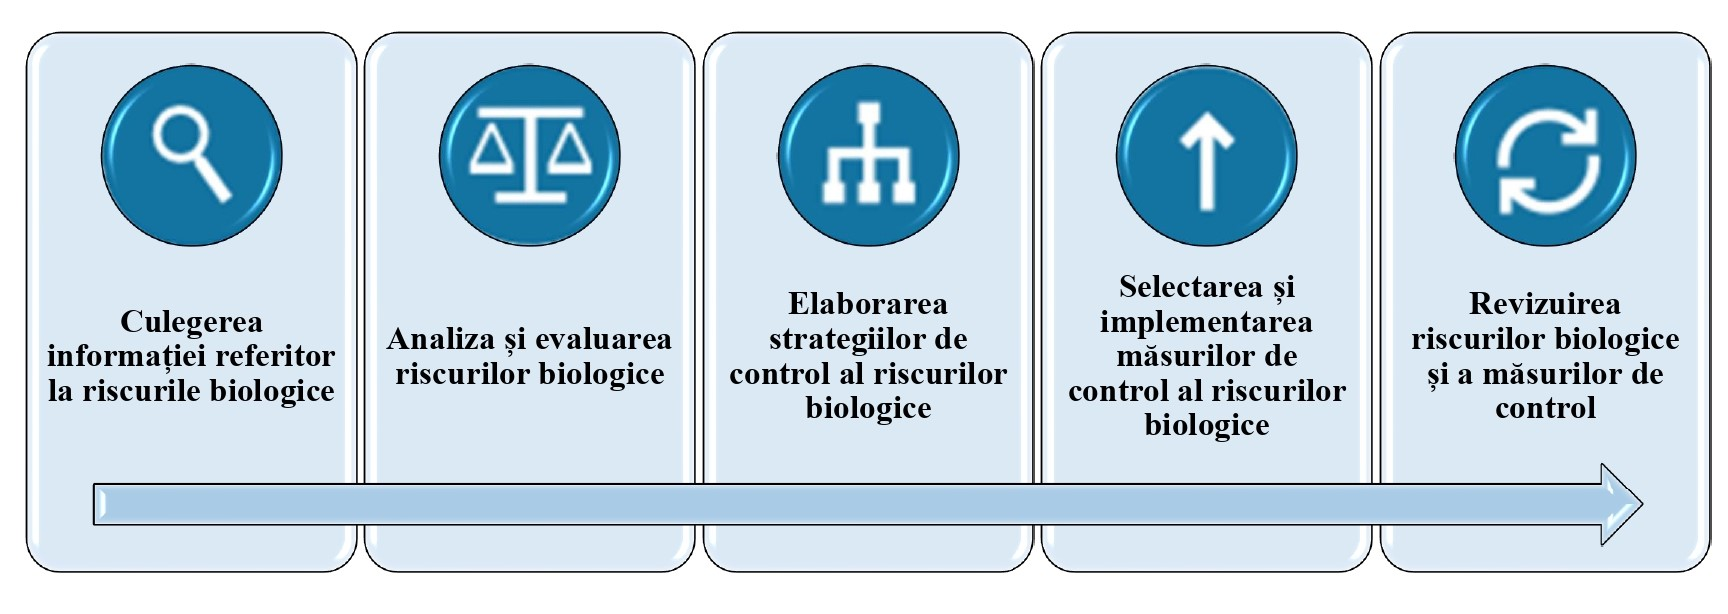 Culegerea
informației referitor
la riscurile biologice
Analiza și evaluarea
riscurilor biologice
Elaborarea
strategiilor de
control al riscurilor
biologice
Selectarea și
implementarea
măsurilor de
control al riscurilor
biologice
Revizuirea
riscurilor biologice
și a măsurilor de
control